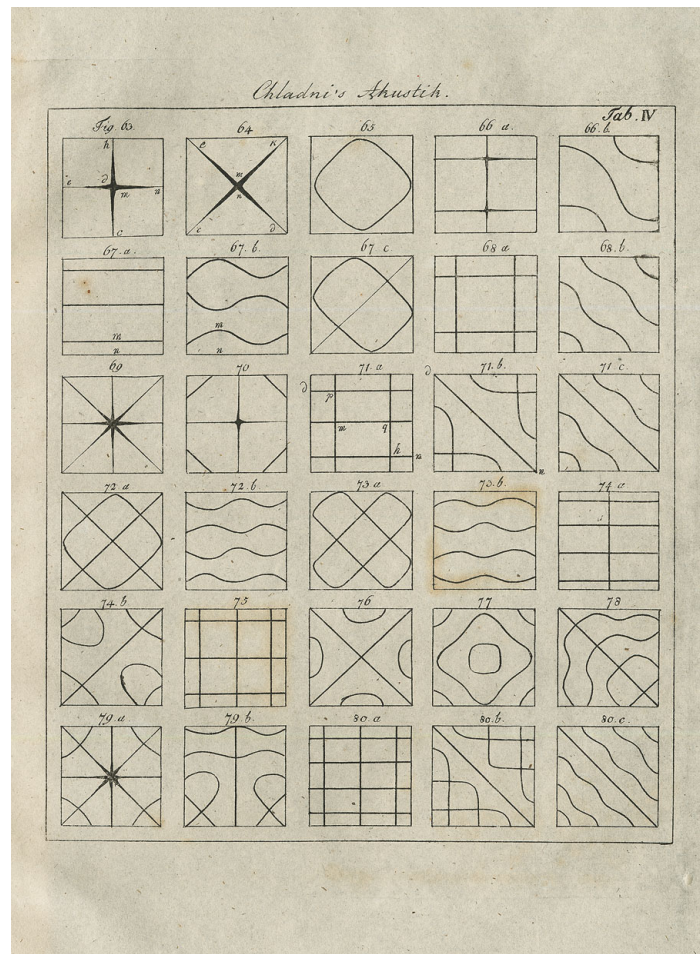 Chladni's Akustik.
Tab. IV
Fig. 63. 64 65 66 a. 66. b.
h e k
d m
e m n n
c c d
67. a. 67. b. 67 c. 68 a 68. b.
m m
n n
69 70 71. a 71. b. 71. c.
d p d
m q
h n n
72. a 72. b. 73 a 73. b. 74 a
74. b 75 76 77 78
79. a 79. b. 80. a 80. b. 80. c.